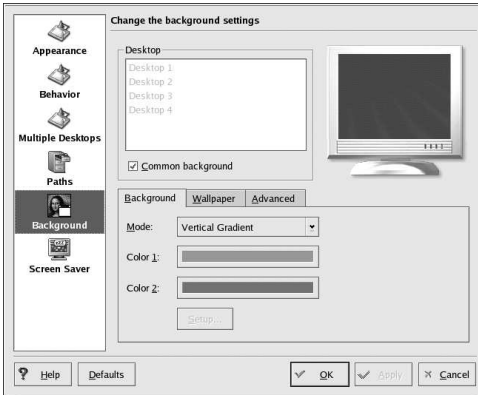 Change the background settings
Appearance
Behavior
Multiple Desktops
Paths
Background
Screen Saver
Desktop
Desktop 1
Desktop 2
Desktop 3
Desktop 4
Common background
Background
Wallpaper
Advanced
Mode:
Vertical Gradient
Color 1:
Color 2:
Setup...
Help
Defaults
OK
Apply
Cancel